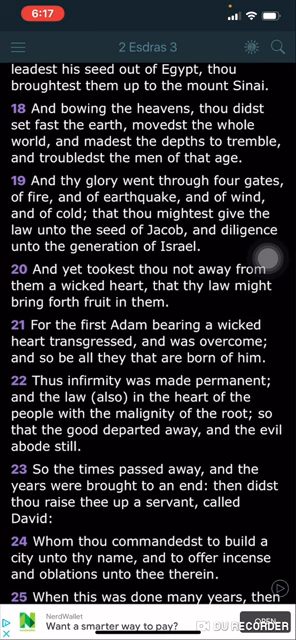 6:17
2 Esdras 3
leadest his seed out of Egypt, thou
broughtest them up to the mount Sinai.
18 And bowing the heavens, thou didst
set fast the earth, movedst the whole
world, and madest the depths to tremble,
and troubledst the men of that age.
19 And thy glory went through four gates,
of fire, and of earthquake, and of wind,
and of cold; that thou mightest give the
law unto the seed of Jacob, and diligence
unto the generation of Israel.
20 And yet tookest thou not away from
them a wicked heart, that thy law might
bring forth fruit in them.
21 For the first Adam bearing a wicked
heart transgressed, and was overcome;
and so be all they that are born of him.
22 Thus infirmity was made permanent;
and the law (also) in the heart of the
people with the malignity of the root; so
that the good departed away, and the evil
abode still.
23 So the times passed away, and the
years were brought to an end: then didst
thou raise thee up a servant, called
David:
24 Whom thou commandedst to build a
city unto thy name, and to offer incense
and oblations unto thee therein.
25 When this was done many years, then
NerdWallet
Want a smarter way to pay?
OPEN
DU RECORDER